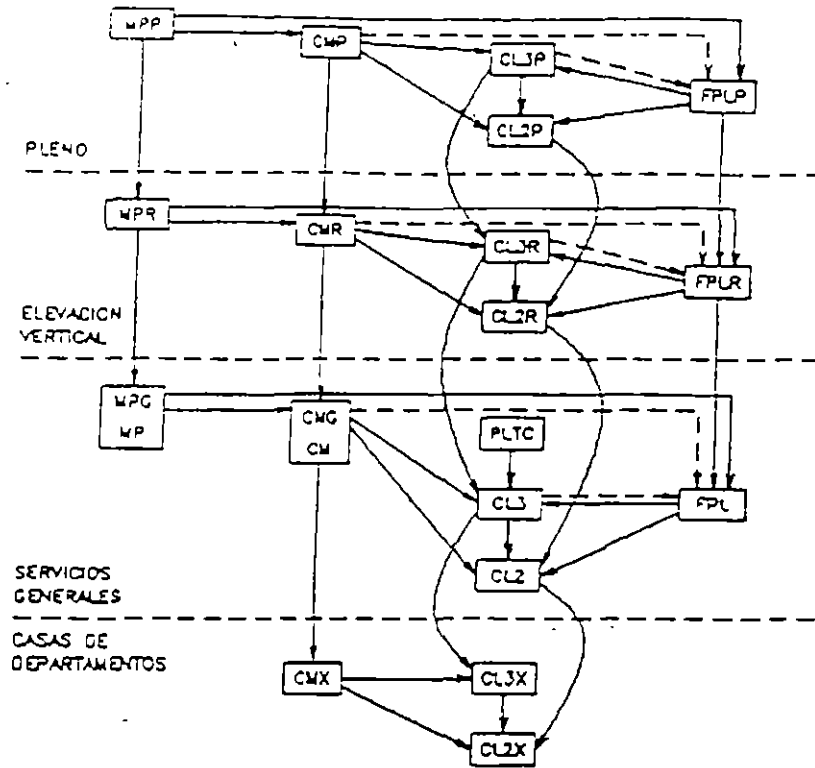 MPP
CMP
CL3P
FPLP
CL2P
PLENO
MPR
CMR
CL3R
FPLR
CL2R
ELEVACION
VERTICAL
MPG
MP
CMG
CM
PLTC
CL3
FPL
CL2
SERVICIOS
GENERALES
CASAS DE
DEPARTAMENTOS
CMX
CL3X
CL2X